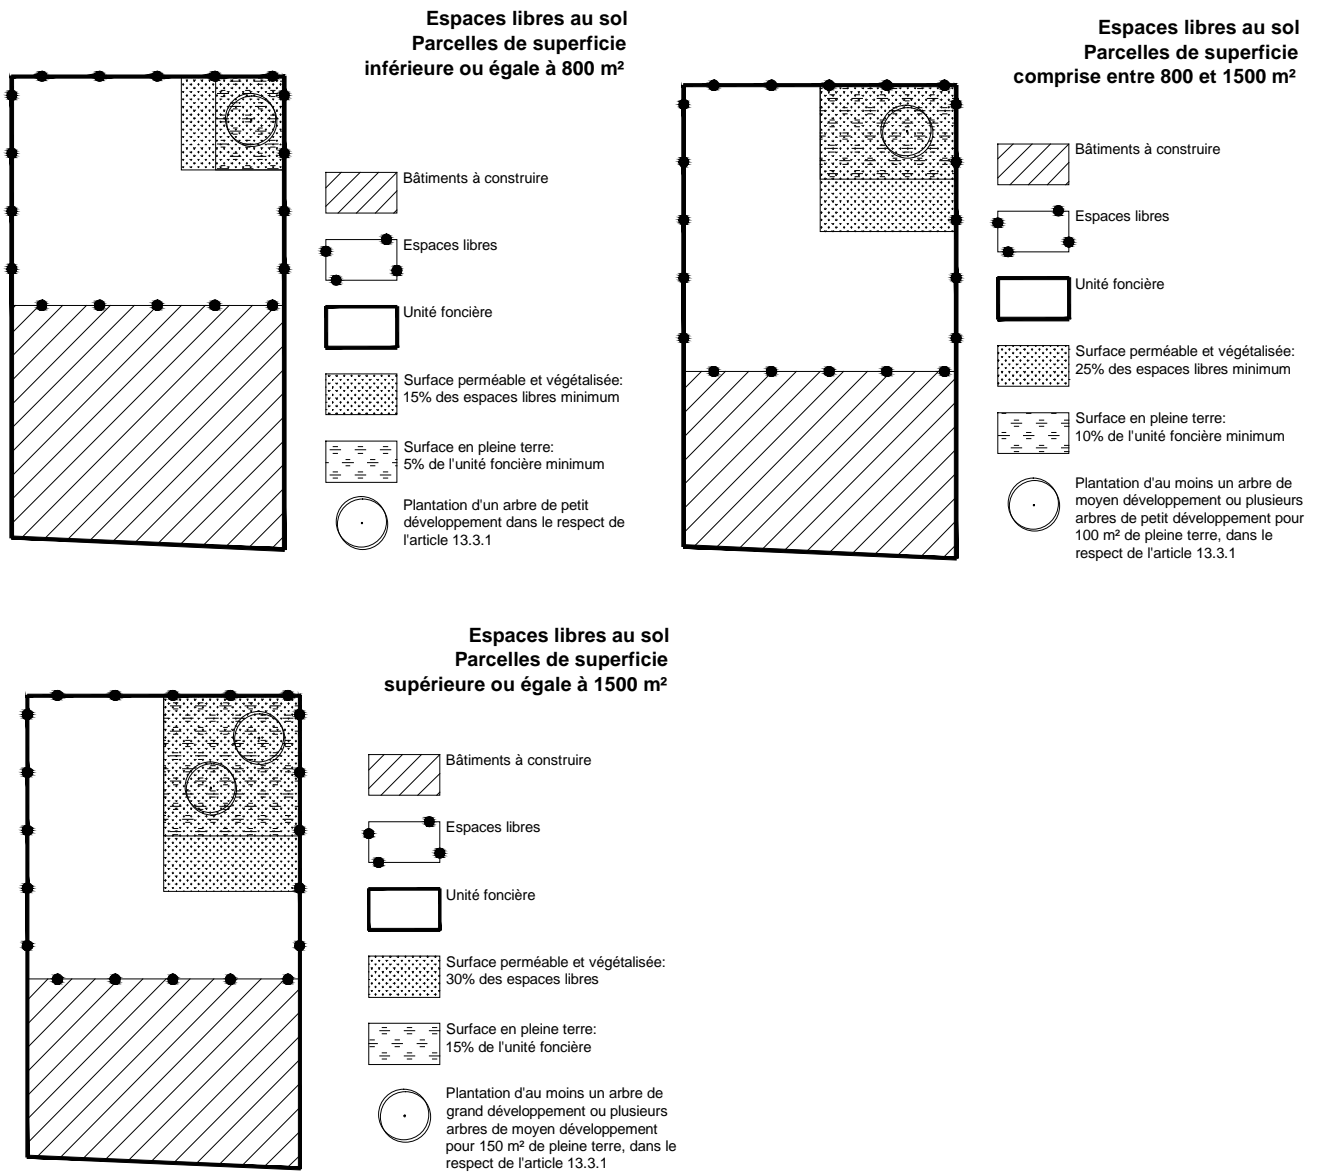 Espaces libres au sol
Parcelles de superficie
inférieure ou égale à 800 m²
Bâtiments à construire
Espaces libres
Unité foncière
Surface perméable et végétalisée:
15% des espaces libres minimum
Surface en pleine terre:
5% de l'unité foncière minimum
Plantation d'un arbre de petit
développement dans le respect de
l'article 13.3.1
Espaces libres au sol
Parcelles de superficie
comprise entre 800 et 1500 m²
Bâtiments à construire
Espaces libres
Unité foncière
Surface perméable et végétalisée:
25% des espaces libres minimum
Surface en pleine terre:
10% de l'unité foncière minimum
Plantation d'au moins un arbre de
moyen développement ou plusieurs
arbres de petit développement pour
100 m² de pleine terre, dans le
respect de l'article 13.3.1
Espaces libres au sol
Parcelles de superficie
supérieure ou égale à 1500 m²
Bâtiments à construire
Espaces libres
Unité foncière
Surface perméable et végétalisée:
30% des espaces libres
Surface en pleine terre:
15% de l'unité foncière
Plantation d'au moins un arbre de
grand développement ou plusieurs
arbres de moyen développement
pour 150 m² de pleine terre, dans le
respect de l'article 13.3.1